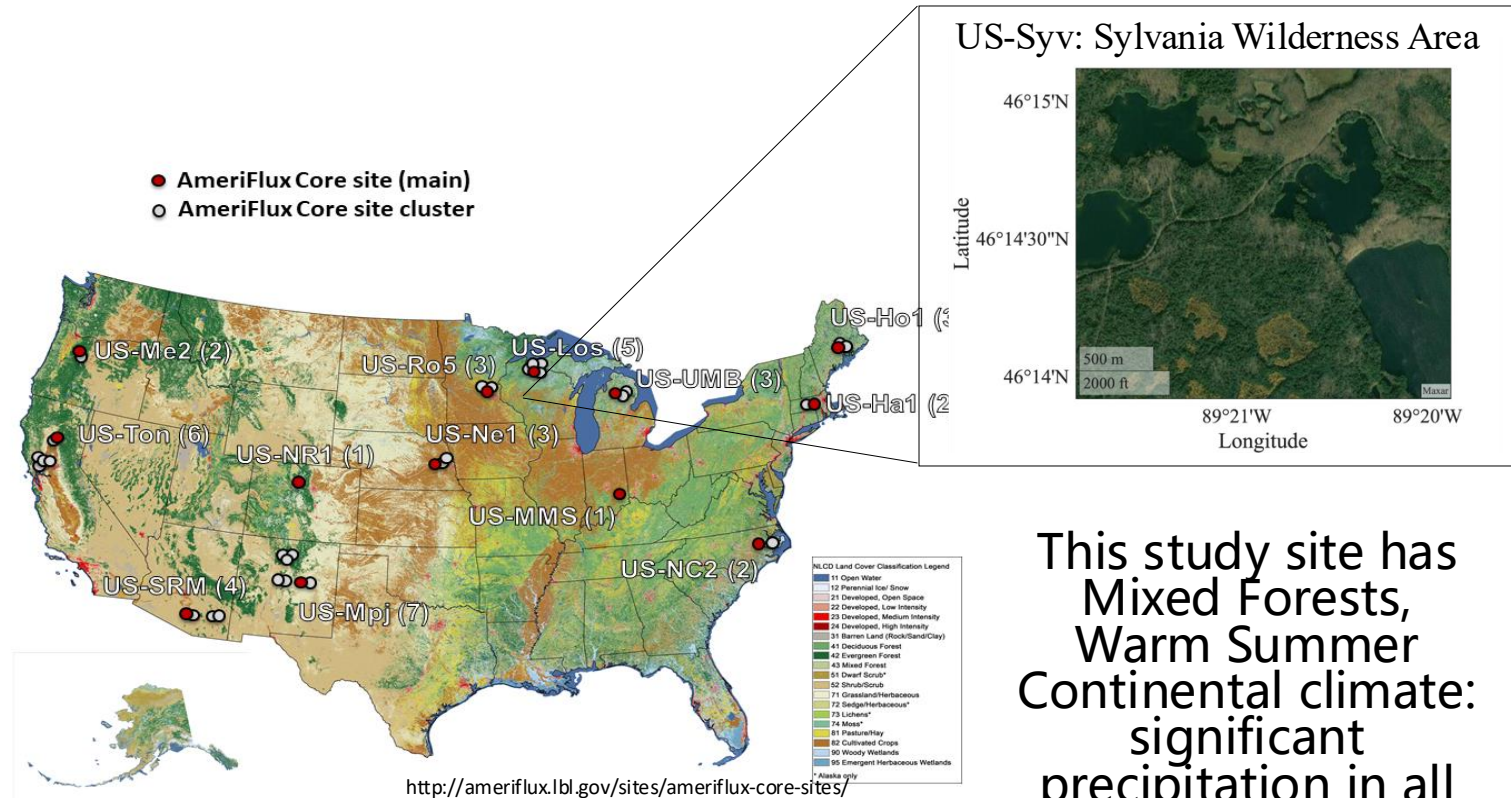 US-Syv: Sylvania Wilderness Area
46°15'N
46°14'30"N
46°14'N
Latitude
500 m
2000 ft
Maxar
89°21'W
89°20'W
Longitude
AmeriFlux Core site (main)
AmeriFlux Core site cluster
US-Me2 (2)
US-Ro5 (3)
US-Los (5)
US-Ho1 (3
US-UMB (3)
US-Ha1 (2
US-Ton (6)
US-NR1 (1)
US-Ne1 (3)
US-MMS (1)
US-NC2 (2)
US-SRM (4)
US-Mpj (7)
NLCD Land Cover Classification Legend
11 Open Water
12 Perennial Ice/ Snow
21 Developed, Open Space
22 Developed, Low Intensity
23 Developed, Medium Intensity
24 Developed, High Intensity
31 Barren Land (Rock/Sand/Clay)
41 Deciduous Forest
42 Evergreen Forest
43 Mixed Forest
51 Dwarf Scrub*
52 Shrub/Scrub
71 Grassland/Herbaceous
72 Sedge/Herbaceous*
73 Lichens*
74 Moss*
81 Pasture/Hay
82 Cultivated Crops
90 Woody Wetlands
95 Emergent Herbaceous Wetlands
* Alaska only
http://ameriflux.lbl.gov/sites/ameriflux-core-sites/
This study site has
Mixed Forests,
Warm Summer
Continental climate:
significant
precipitation in all